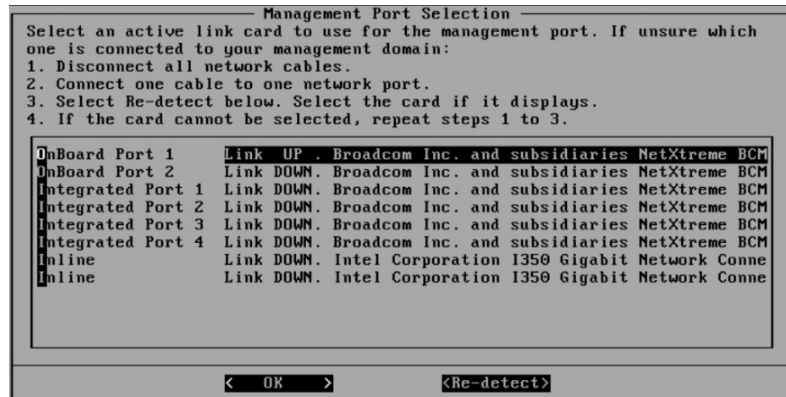 Management Port Selection
Select an active link card to use for the management port. If unsure which
one is connected to your management domain:
1. Disconnect all network cables.
2. Connect one cable to one network port.
3. Select Re-detect below. Select the card if it displays.
4. If the card cannot be selected, repeat steps 1 to 3.
OnBoard Port 1 Link UP . Broadcom Inc. and subsidiaries NetXtreme BCM
OnBoard Port 2 Link DOWN. Broadcom Inc. and subsidiaries NetXtreme BCM
Integrated Port 1 Link DOWN. Broadcom Inc. and subsidiaries NetXtreme BCM
Integrated Port 2 Link DOWN. Broadcom Inc. and subsidiaries NetXtreme BCM
Integrated Port 3 Link DOWN. Broadcom Inc. and subsidiaries NetXtreme BCM
Integrated Port 4 Link DOWN. Broadcom Inc. and subsidiaries NetXtreme BCM
Inline Link DOWN. Intel Corporation I350 Gigabit Network Conne
Inline Link DOWN. Intel Corporation I350 Gigabit Network Conne
< OK > <Re-detect>